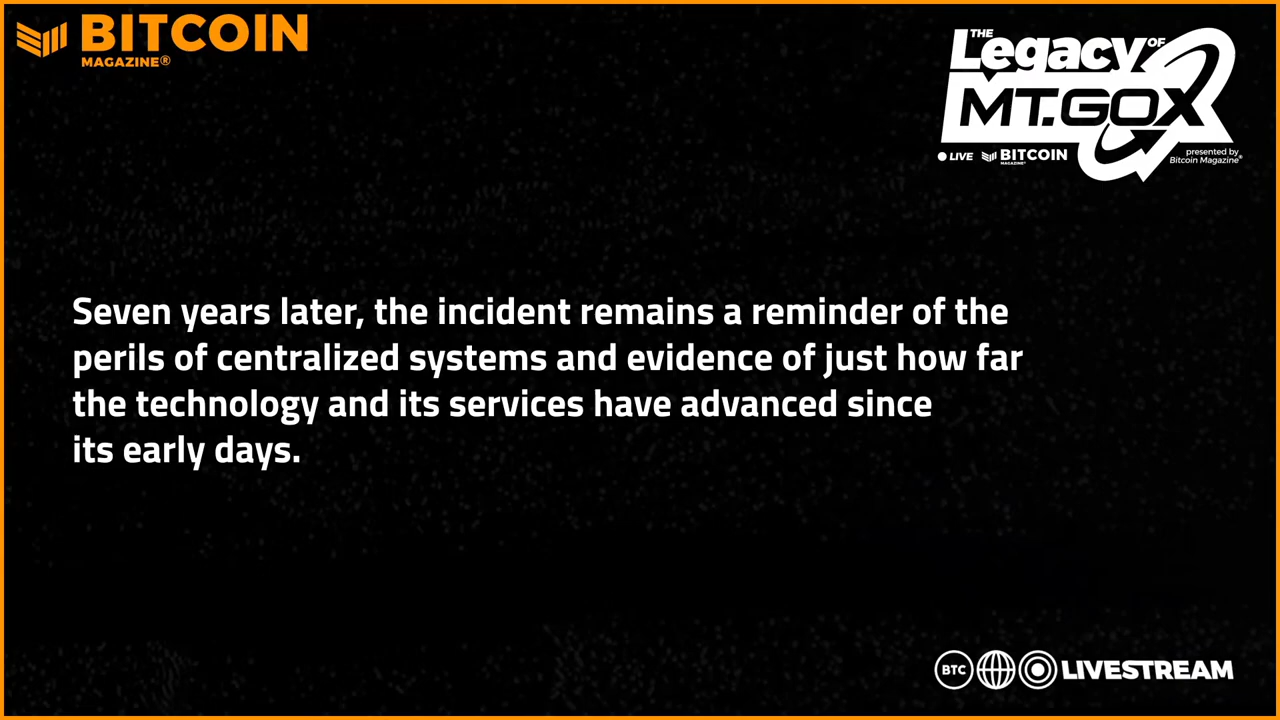 BITCOIN
MAGAZINE®
THE
Legacy OF
MT.GOX
LIVE BITCOIN
MAGAZINE®
presented by
Bitcoin Magazine®
Seven years later, the incident remains a reminder of the
perils of centralized systems and evidence of just how far
the technology and its services have advanced since
its early days.
BTC LIVESTREAM